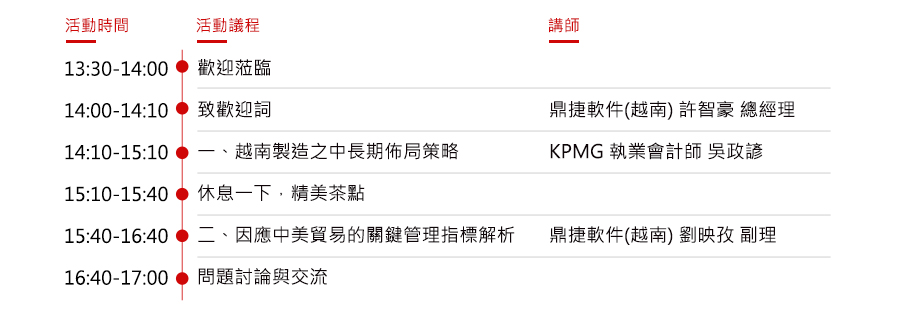 活動時間 活動議程 講師
13:30-14:00 歡迎蒞臨
14:00-14:10 致歡迎詞 鼎捷軟件(越南) 許智豪 總經理
14:10-15:10 一、越南製造之中長期佈局策略 KPMG 執業會計師 吳政諺
15:10-15:40 休息一下，精美茶點
15:40-16:40 二、因應中美貿易的關鍵管理指標解析 鼎捷軟件(越南) 劉映孜 副理
16:40-17:00 問題討論與交流